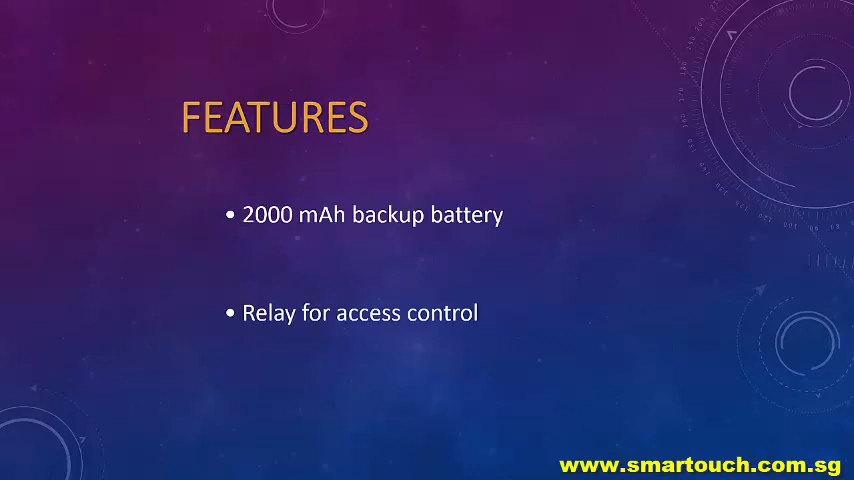 FEATURES
• 2000 mAh backup battery
• Relay for access control
www.smartouch.com.sg